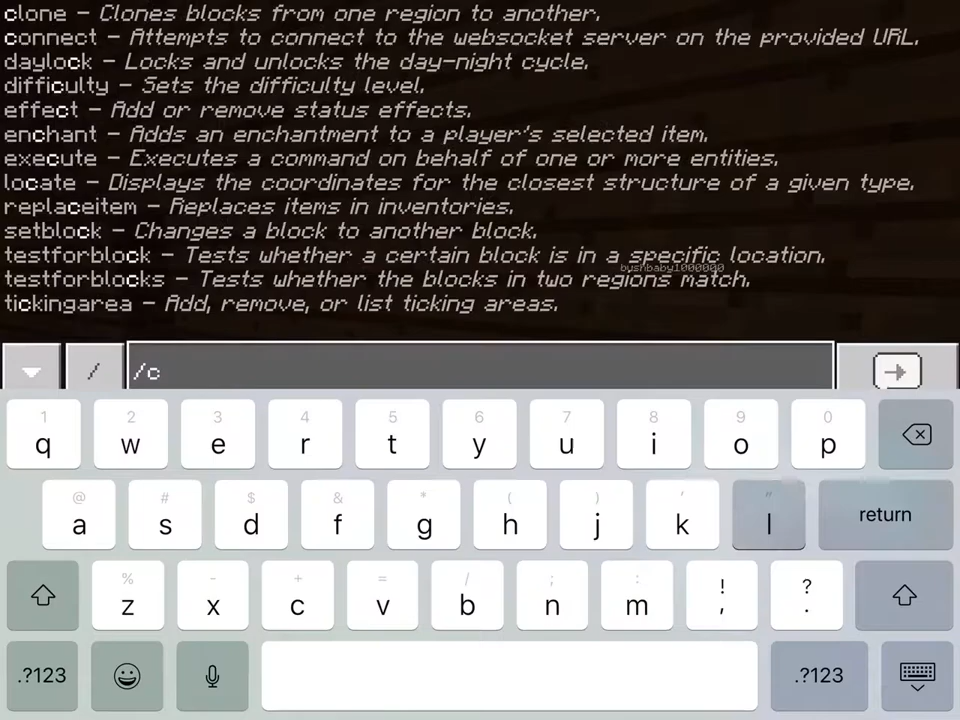 clone – Clones blocks from one region to another.
connect – Attempts to connect to the websocket server on the provided URL.
daylock – Locks and unlocks the day-night cycle.
difficulty – Sets the difficulty level.
effect – Add or remove status effects.
enchant – Adds an enchantment to a player's selected item.
execute – Executes a command on behalf of one or more entities.
locate – Displays the coordinates for the closest structure of a given type.
replaceitem – Replaces items in inventories.
setblock – Changes a block to another block.
testforblock – Tests whether a certain block is in a specific location.
bushbaby1000000
testforblocks – Tests whether the blocks in two regions match.
tickingarea – Add, remove, or list ticking areas.
/ /c
1 2 3 4 5 6 7 8 9 0
q w e r t y u i o p
@ # $ & * ( ) ' "
a s d f g h j k l return
% - + = / ; : ! ?
z x c v b n m , .
.?123 .?123